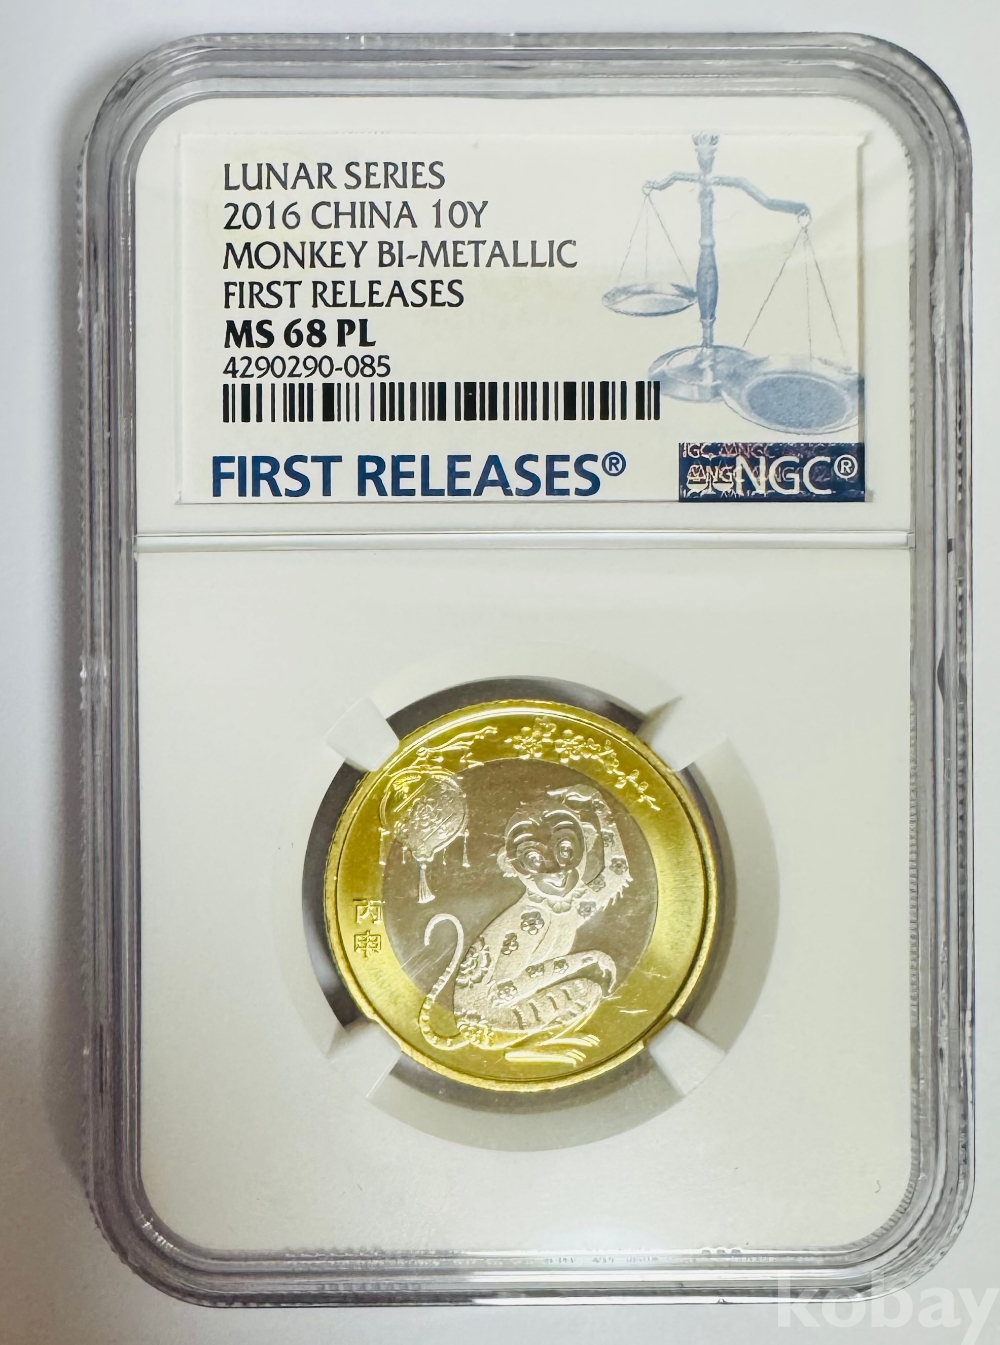 LUNAR SERIES
2016 CHINA 10Y
MONKEY BI-METALLIC
FIRST RELEASES
MS 68 PL
4290290-085
FIRST RELEASES®
NGC®
丙
申
kobay